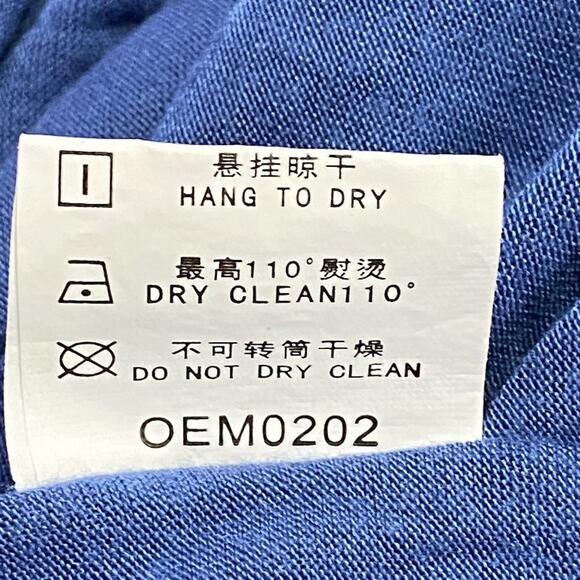 悬挂晾干
HANG TO DRY
最高110°熨烫
DRY CLEAN110°
不可转筒干燥
DO NOT DRY CLEAN
OEM0202